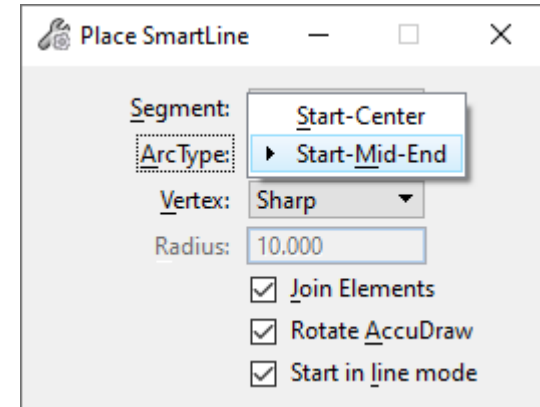 Place SmartLine
Segment:
Start-Center
ArcType:
Start-Mid-End
Vertex: Sharp
Radius: 10.000
Join Elements
Rotate AccuDraw
Start in line mode